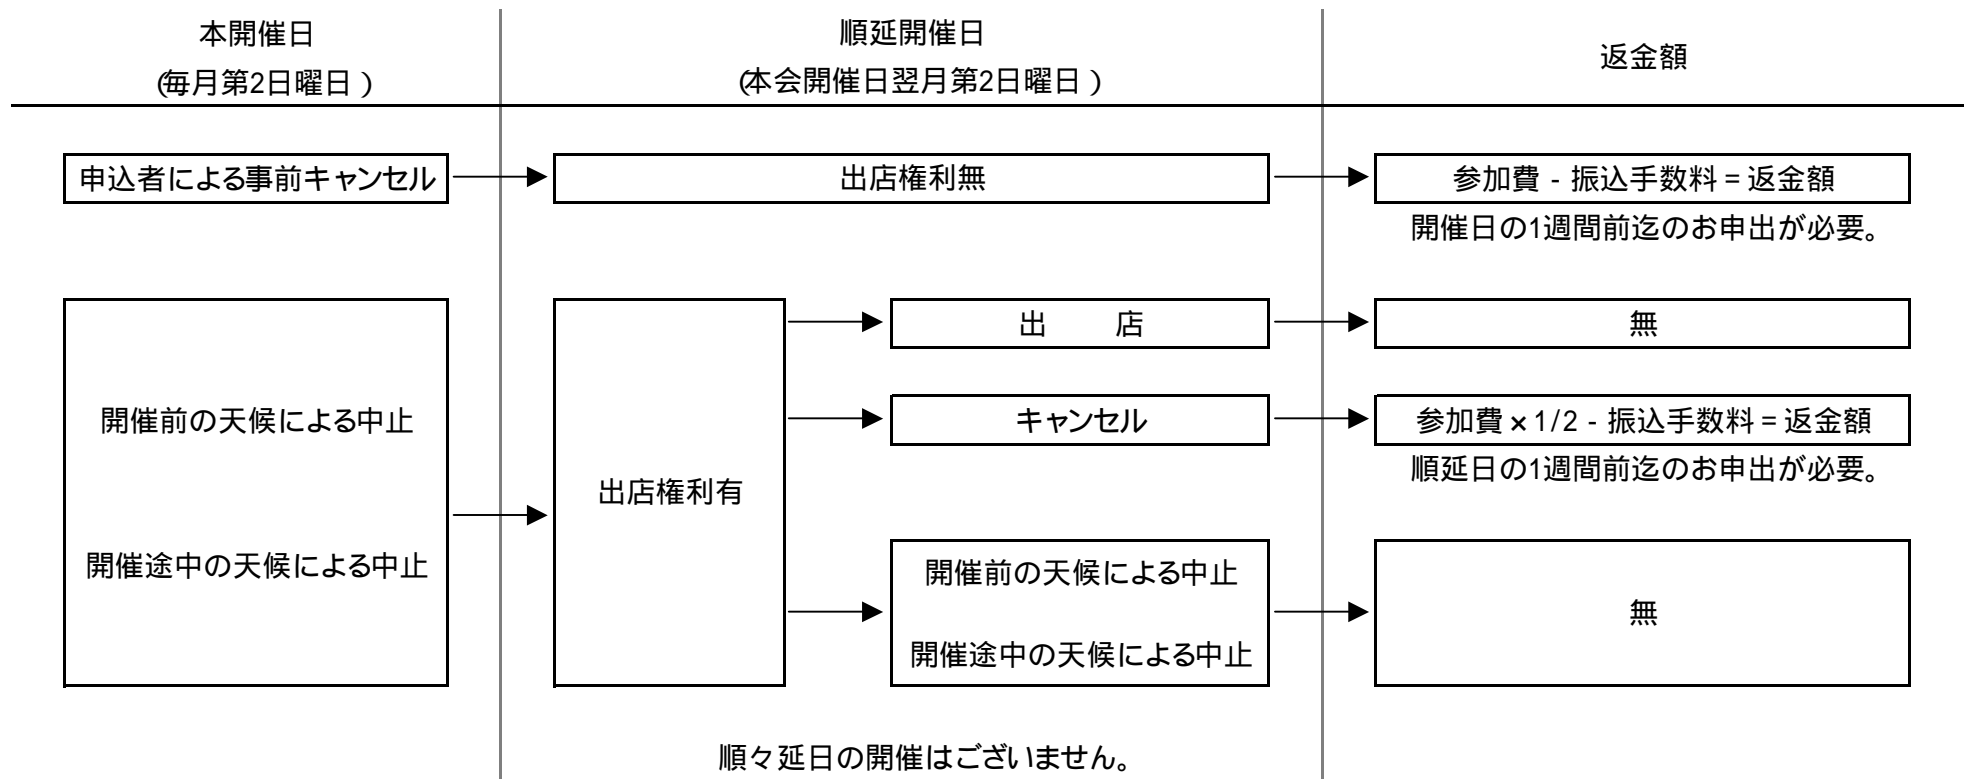 本開催日
(毎月第2日曜日)
順延開催日
(本会開催日翌月第2日曜日)
返金額
申込者による事前キャンセル
出店権利無
参加費 - 振込手数料 = 返金額
開催日の1週間前迄のお申出が必要。
開催前の天候による中止
開催途中の天候による中止
出店権利有
出 店
無
キャンセル
参加費 × 1/2 - 振込手数料 = 返金額
順延日の1週間前迄のお申出が必要。
開催前の天候による中止
開催途中の天候による中止
無
順々延日の開催はございません。